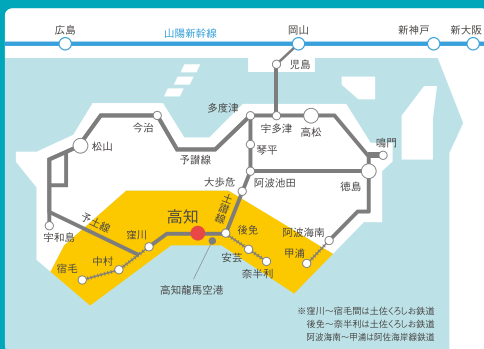 広島
山陽新幹線
岡山
新神戸
新大阪
児島
多度津
今治
宇多津
高松
松山
予讃線
琴平
鳴門
大歩危
阿波池田
徳島
土讃線
高知
予土線
宇和島
窪川
後免
阿波海南
中村
安芸
甲浦
宿毛
奈半利
高知龍馬空港
※窪川〜宿毛間は土佐くろしお鉄道
後免〜奈半利は土佐くろしお鉄道
阿波海南〜甲浦は阿佐海岸線鉄道